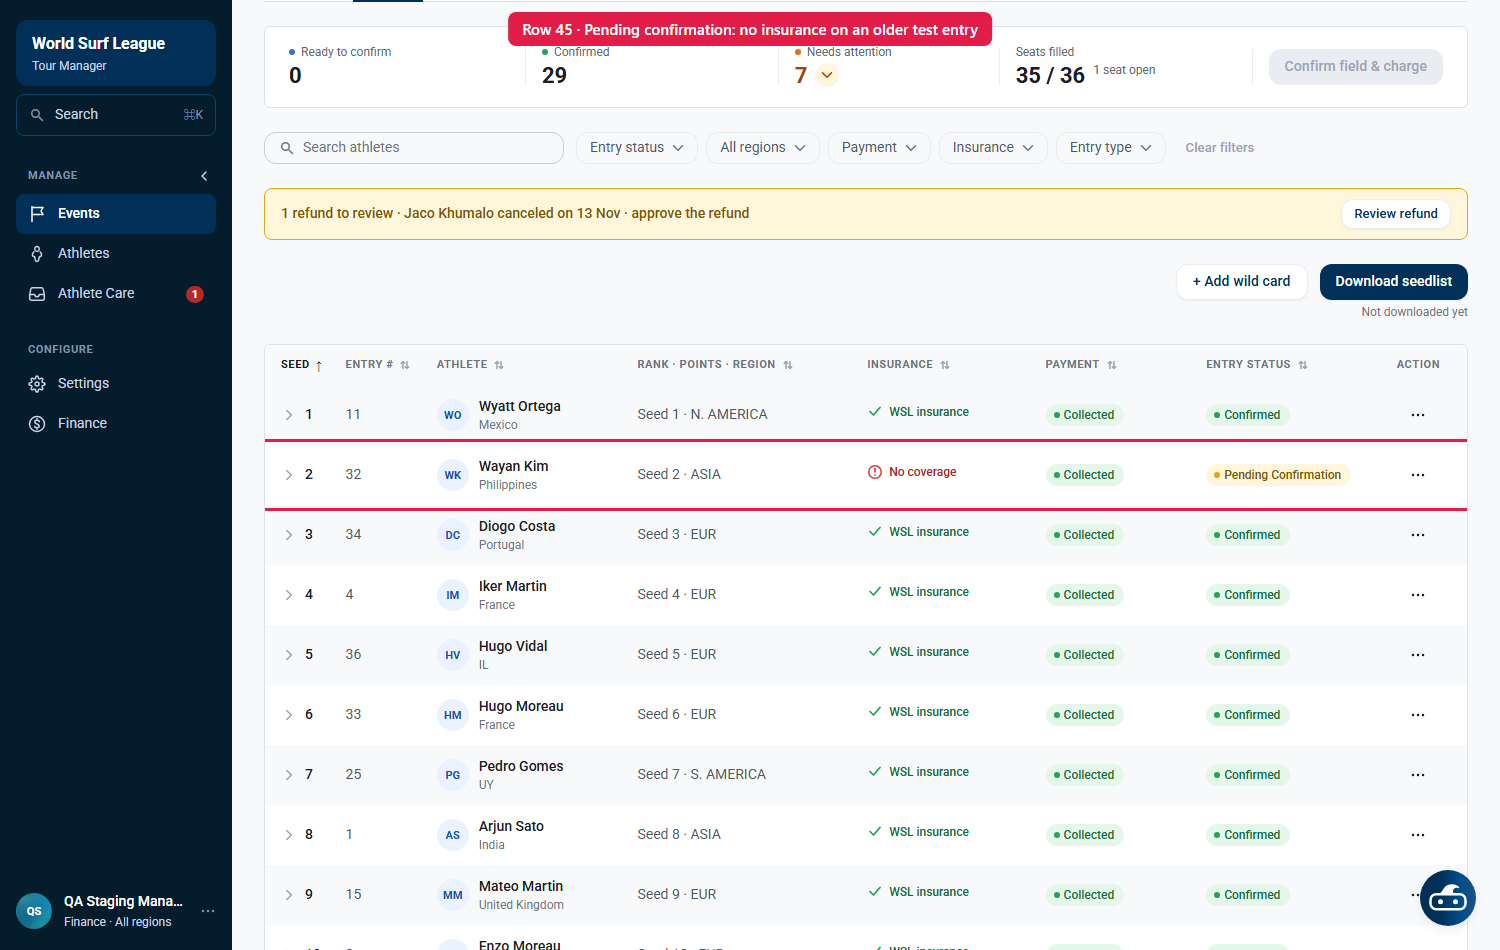 World Surf League
Tour Manager
Search ⌘K
MANAGE
Events
Athletes
Athlete Care 1
CONFIGURE
Settings
Finance
QS QA Staging Mana...
Finance · All regions
Row 45 · Pending confirmation: no insurance on an older test entry
Ready to confirm
0
Confirmed
29
Needs attention
7
Seats filled
35 / 36 1 seat open
Confirm field & charge
Search athletes
Entry status
All regions
Payment
Insurance
Entry type
Clear filters
1 refund to review · Jaco Khumalo canceled on 13 Nov · approve the refund
Review refund
+ Add wild card
Download seedlist
Not downloaded yet
SEED ↑ ENTRY # ATHLETE RANK · POINTS · REGION INSURANCE PAYMENT ENTRY STATUS ACTION
1 11 WO Wyatt Ortega Seed 1 · N. AMERICA WSL insurance Collected Confirmed ...
Mexico
2 32 WK Wayan Kim Seed 2 · ASIA No coverage Collected Pending Confirmation ...
Philippines
3 34 DC Diogo Costa Seed 3 · EUR WSL insurance Collected Confirmed ...
Portugal
4 4 IM Iker Martin Seed 4 · EUR WSL insurance Collected Confirmed ...
France
5 36 HV Hugo Vidal Seed 5 · EUR WSL insurance Collected Confirmed ...
IL
6 33 HM Hugo Moreau Seed 6 · EUR WSL insurance Collected Confirmed ...
France
7 25 PG Pedro Gomes Seed 7 · S. AMERICA WSL insurance Collected Confirmed ...
UY
8 1 AS Arjun Sato Seed 8 · ASIA WSL insurance Collected Confirmed ...
India
9 15 MM Mateo Martin Seed 9 · EUR WSL insurance Collected Confirmed
United Kingdom
Enzo Moreau